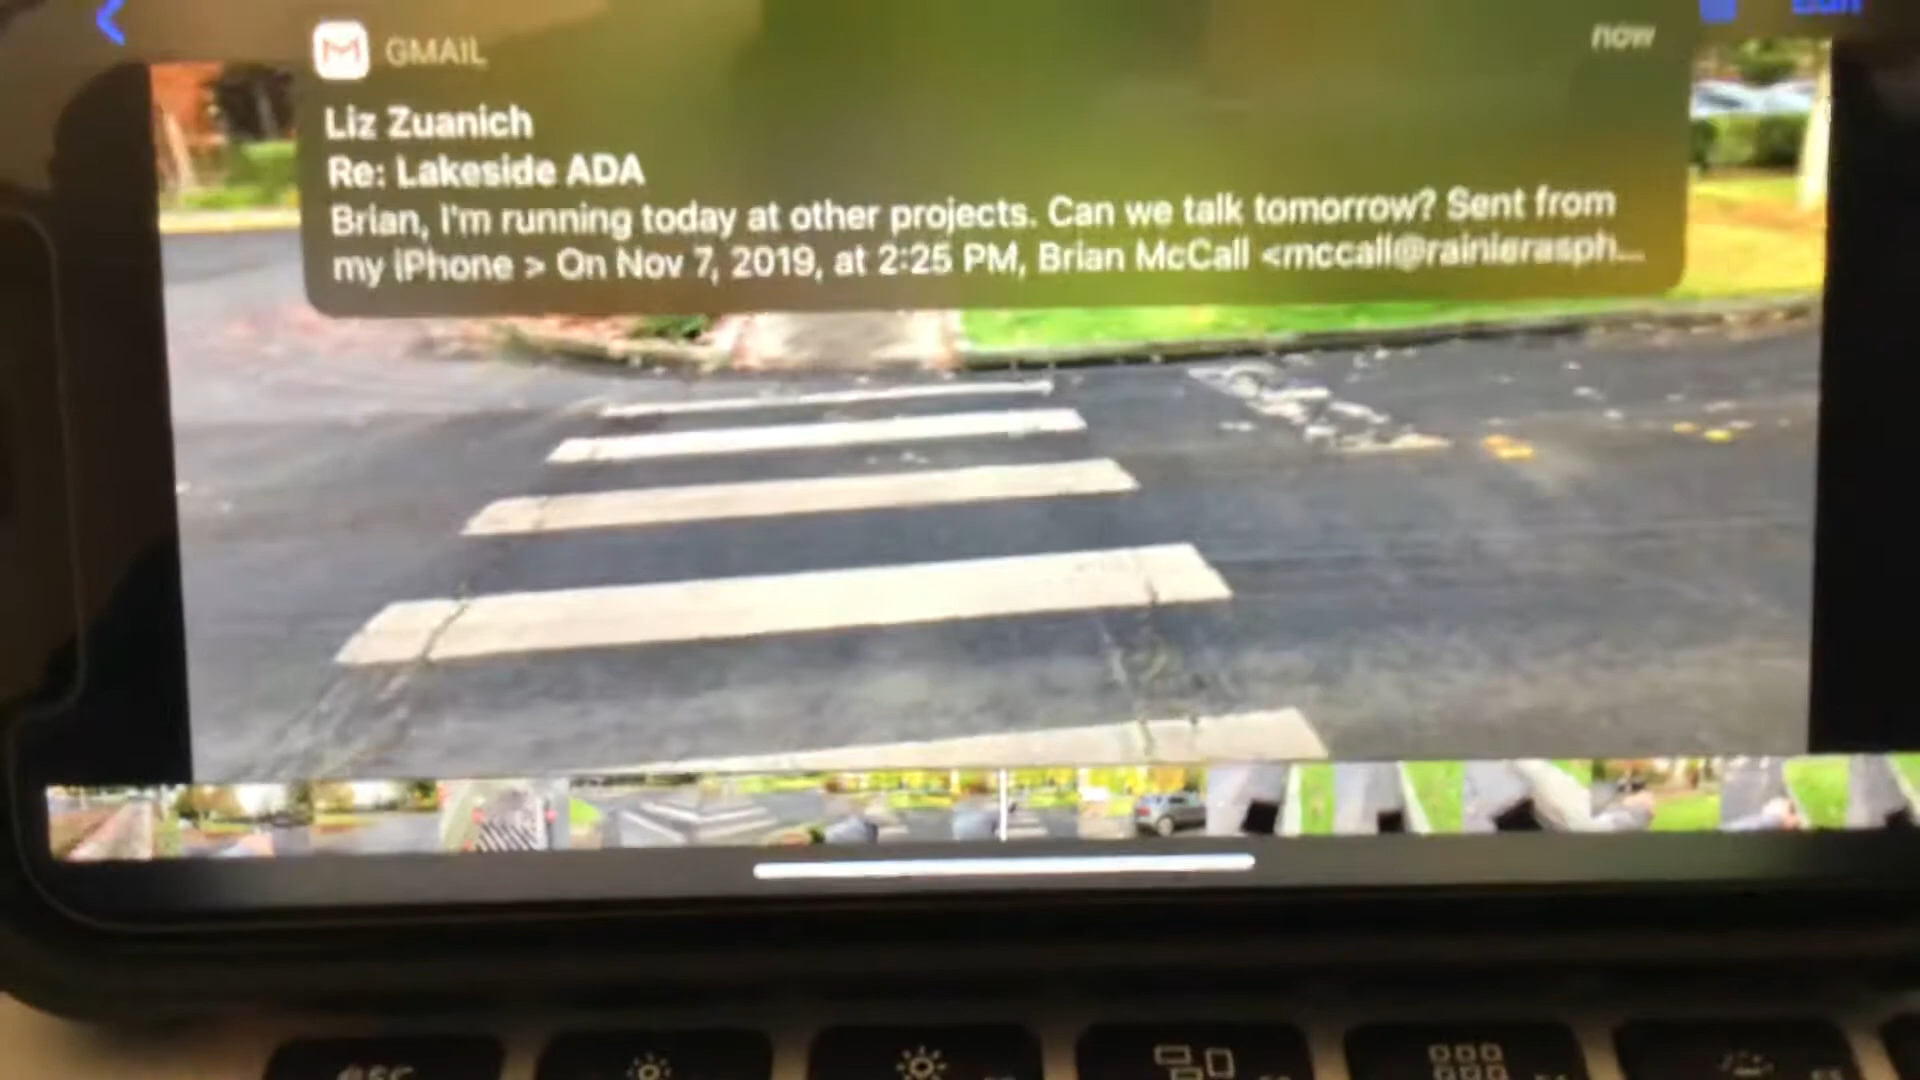 GMAIL
now
Liz Zuanich
Re: Lakeside ADA
Brian, I'm running today at other projects. Can we talk tomorrow? Sent from
my iPhone > On Nov 7, 2019, at 2:25 PM, Brian McCall <mccall@rainierasph...
esc